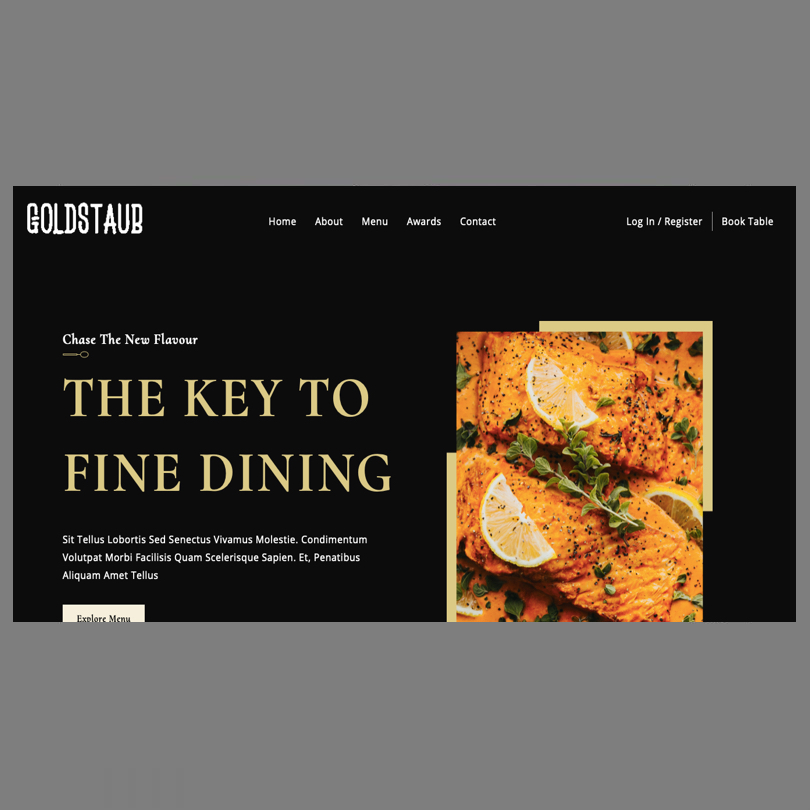 GOLDSTAUB
Home About Menu Awards Contact Log In / Register Book Table
Chase The New Flavour
THE KEY TO
FINE DINING
Sit Tellus Lobortis Sed Senectus Vivamus Molestie. Condimentum
Volutpat Morbi Facilisis Quam Scelerisque Sapien. Et, Penatibus
Aliquam Amet Tellus
Explore Menu